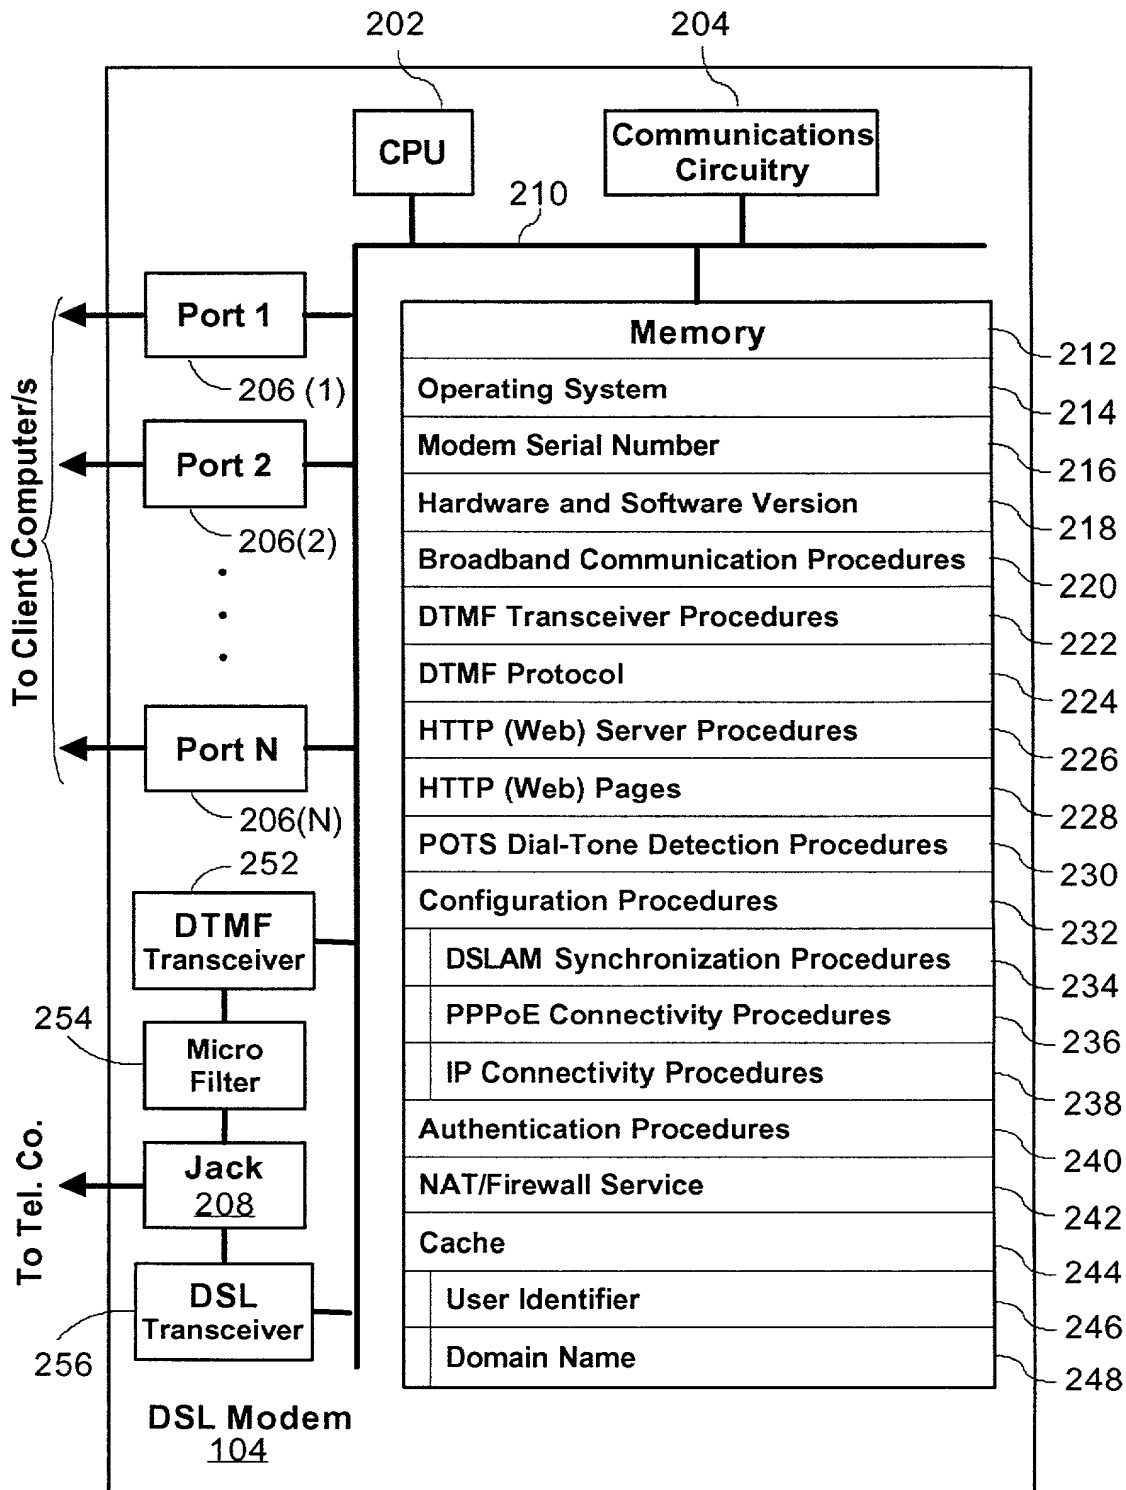 202
204
CPU
Communications
Circuitry
210
Port 1
206 (1)
Port 2
206(2)
Port N
206(N)
To Client Computer/s
252
DTMF
Transceiver
254
Micro
Filter
Jack
208
To Tel. Co.
DSL
Transceiver
256
DSL Modem
104
Memory
212
Operating System
214
Modem Serial Number
216
Hardware and Software Version
218
Broadband Communication Procedures
220
DTMF Transceiver Procedures
222
DTMF Protocol
224
HTTP (Web) Server Procedures
226
HTTP (Web) Pages
228
POTS Dial-Tone Detection Procedures
230
Configuration Procedures
232
DSLAM Synchronization Procedures
234
PPPoE Connectivity Procedures
236
IP Connectivity Procedures
238
Authentication Procedures
240
NAT/Firewall Service
242
Cache
244
User Identifier
246
Domain Name
248